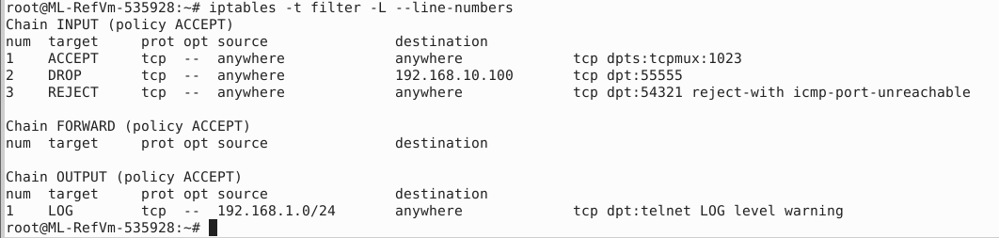 root@ML-RefVm-535928:~# iptables -t filter -L --line-numbers
Chain INPUT (policy ACCEPT)
num  target     prot opt source               destination
1    ACCEPT     tcp  --  anywhere             anywhere             tcp dpts:tcpmux:1023
2    DROP       tcp  --  anywhere             192.168.10.100       tcp dpt:55555
3    REJECT     tcp  --  anywhere             anywhere             tcp dpt:54321 reject-with icmp-port-unreachable
Chain FORWARD (policy ACCEPT)
num  target     prot opt source               destination
Chain OUTPUT (policy ACCEPT)
num  target     prot opt source               destination
1    LOG        tcp  --  192.168.1.0/24       anywhere             tcp dpt:telnet LOG level warning
root@ML-RefVm-535928:~#